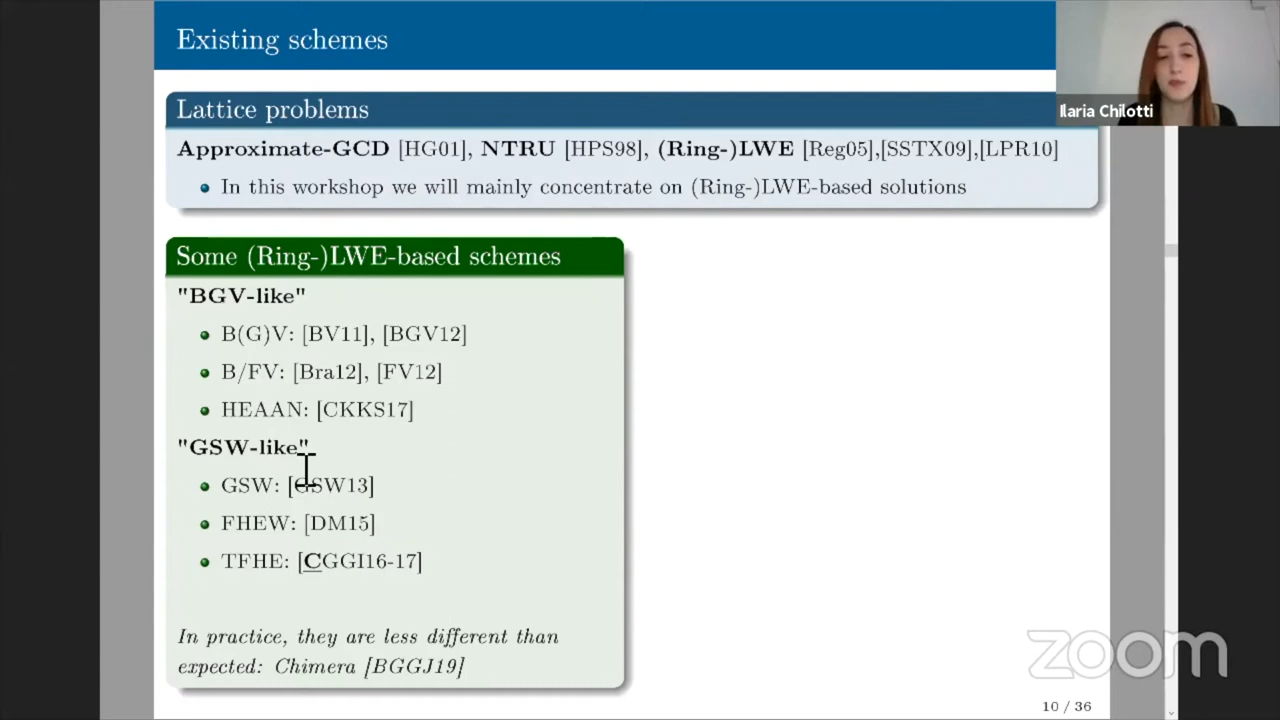 Existing schemes
Ilaria Chilotti
Lattice problems
Approximate-GCD [HG01], NTRU [HPS98], (Ring-)LWE [Reg05],[SSTX09],[LPR10]
In this workshop we will mainly concentrate on (Ring-)LWE-based solutions
Some (Ring-)LWE-based schemes
"BGV-like"
B(G)V: [BV11], [BGV12]
B/FV: [Bra12], [FV12]
HEAAN: [CKKS17]
"GSW-like"
GSW: [GSW13]
FHEW: [DM15]
TFHE: [CGGI16-17]
In practice, they are less different than
expected: Chimera [BGGJ19]
zoom
10 / 36